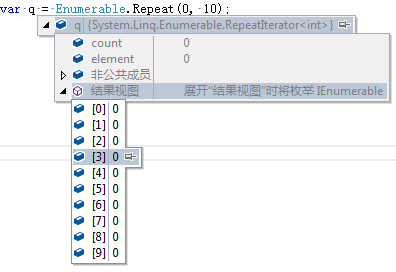 var q = Enumerable.Repeat(0, 10);
q {System.Linq.Enumerable.RepeatIterator<int>}
count 0
element 0
非公共成员
结果视图 展开"结果视图"时将枚举 IEnumerable
[0] 0
[1] 0
[2] 0
[3] 0
[4] 0
[5] 0
[6] 0
[7] 0
[8] 0
[9] 0